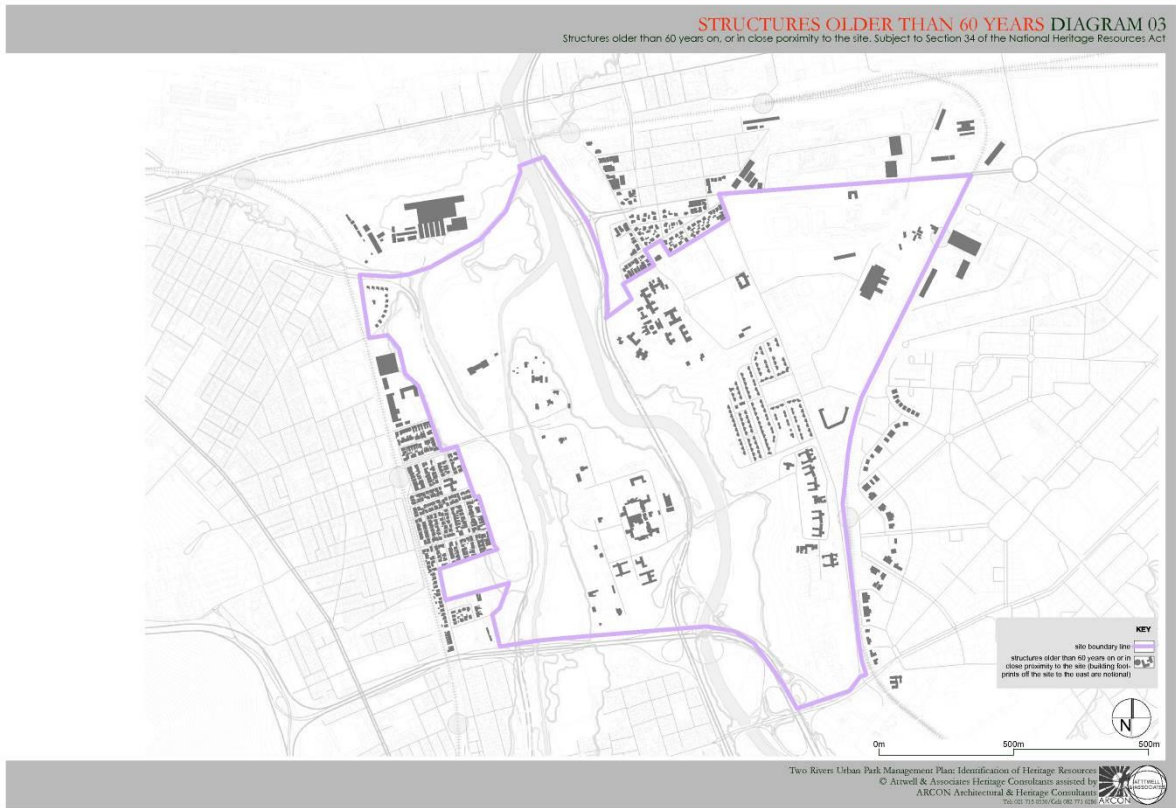 STRUCTURES OLDER THAN 60 YEARS DIAGRAM 03
Structures older than 60 years on, or in close porximity to the site. Subject to Section 34 of the National Heritage Resources Act
KEY
site boundary line
structures older than 60 years on or in
close proximity to the site (building foot-
prints off the site to the east are notional)
N
0m 500m 500m
Two Rivers Urban Park Management Plan: Identification of Heritage Resources
© Attwell & Associates Heritage Consultants assisted by
ARCON Architectural & Heritage Consultants
ARCON
ATTWELL
& ASSOCIATES